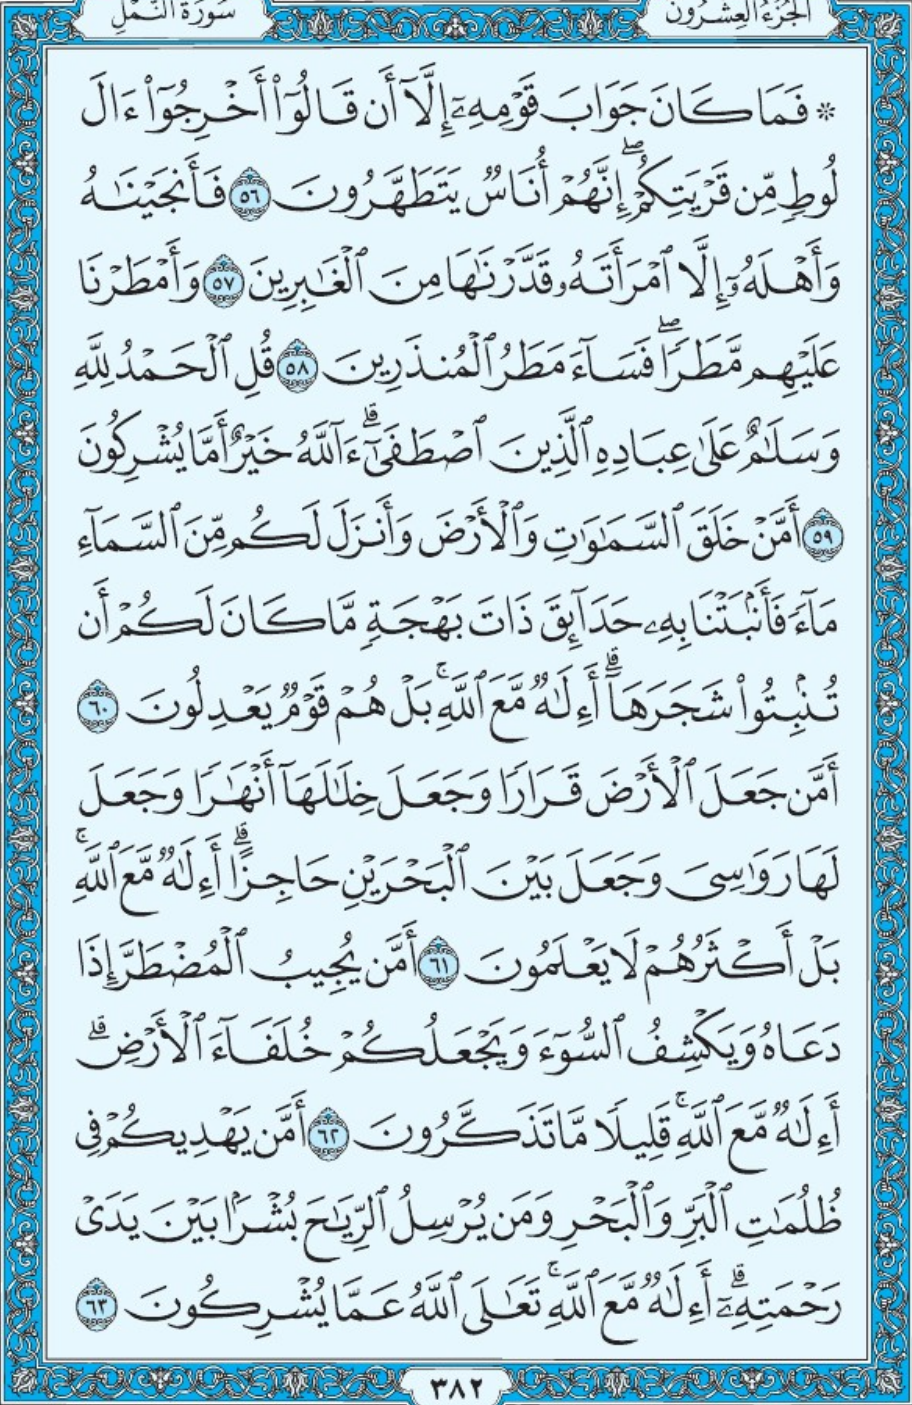 الجُزْءُ العِشْرُونَ
سُورَةُ النَّمْلِ
۞ فَمَا كَانَ جَوَابَ قَوْمِهِۦٓ إِلَّآ أَن قَالُوٓا۟ أَخْرِجُوٓا۟ ءَالَ
لُوطٍ مِّن قَرْيَتِكُمْ ۖ إِنَّهُمْ أُنَاسٌ يَتَطَهَّرُونَ ٥٦ فَأَنجَيْنَٰهُ
وَأَهْلَهُۥٓ إِلَّا ٱمْرَأَتَهُۥ قَدَّرْنَٰهَا مِنَ ٱلْغَٰبِرِينَ ٥٧ وَأَمْطَرْنَا
عَلَيْهِم مَّطَرًا ۖ فَسَآءَ مَطَرُ ٱلْمُنذَرِينَ ٥٨ قُلِ ٱلْحَمْدُ لِلَّهِ
وَسَلَٰمٌ عَلَىٰ عِبَادِهِ ٱلَّذِينَ ٱصْطَفَىٰٓ ۗ ءَآللَّهُ خَيْرٌ أَمَّا يُشْرِكُونَ
٥٩ أَمَّنْ خَلَقَ ٱلسَّمَٰوَٰتِ وَٱلْأَرْضَ وَأَنزَلَ لَكُم مِّنَ ٱلسَّمَآءِ
مَآءً فَأَنۢبَتْنَا بِهِۦ حَدَآئِقَ ذَاتَ بَهْجَةٍ مَّا كَانَ لَكُمْ أَن
تُنۢبِتُوا۟ شَجَرَهَآ ۗ أَءِلَٰهٌ مَّعَ ٱللَّهِ ۚ بَلْ هُمْ قَوْمٌ يَعْدِلُونَ ٦٠
أَمَّن جَعَلَ ٱلْأَرْضَ قَرَارًا وَجَعَلَ خِلَٰلَهَآ أَنْهَٰرًا وَجَعَلَ
لَهَا رَوَٰسِىَ وَجَعَلَ بَيْنَ ٱلْبَحْرَيْنِ حَاجِزًا ۗ أَءِلَٰهٌ مَّعَ ٱللَّهِ ۚ
بَلْ أَكْثَرُهُمْ لَا يَعْلَمُونَ ٦١ أَمَّن يُجِيبُ ٱلْمُضْطَرَّ إِذَا
دَعَاهُ وَيَكْشِفُ ٱلسُّوٓءَ وَيَجْعَلُكُمْ خُلَفَآءَ ٱلْأَرْضِ ۗ
أَءِلَٰهٌ مَّعَ ٱللَّهِ ۚ قَلِيلًا مَّا تَذَكَّرُونَ ٦٢ أَمَّن يَهْدِيكُمْ فِى
ظُلُمَٰتِ ٱلْبَرِّ وَٱلْبَحْرِ وَمَن يُرْسِلُ ٱلرِّيَٰحَ بُشْرًۢا بَيْنَ يَدَىْ
رَحْمَتِهِۦٓ ۗ أَءِلَٰهٌ مَّعَ ٱللَّهِ ۚ تَعَٰلَى ٱللَّهُ عَمَّا يُشْرِكُونَ ٦٣
٣٨٢